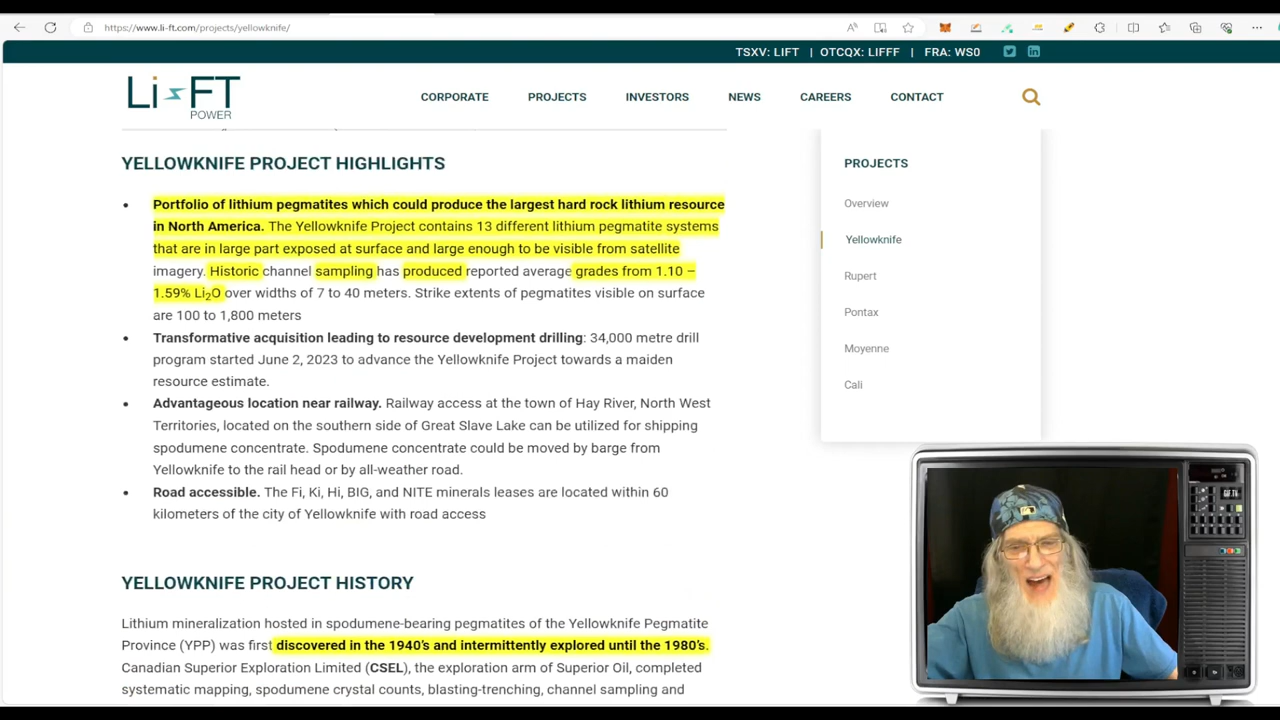 https://www.li-ft.com/projects/yellowknife/
TSXV: LIFT | OTCQX: LIFFF | FRA: WS0
Li FT
POWER
CORPORATE PROJECTS INVESTORS NEWS CAREERS CONTACT
YELLOWKNIFE PROJECT HIGHLIGHTS
• Portfolio of lithium pegmatites which could produce the largest hard rock lithium resource
in North America. The Yellowknife Project contains 13 different lithium pegmatite systems
that are in large part exposed at surface and large enough to be visible from satellite
imagery. Historic channel sampling has produced reported average grades from 1.10 –
1.59% Li₂O over widths of 7 to 40 meters. Strike extents of pegmatites visible on surface
are 100 to 1,800 meters
• Transformative acquisition leading to resource development drilling: 34,000 metre drill
program started June 2, 2023 to advance the Yellowknife Project towards a maiden
resource estimate.
• Advantageous location near railway. Railway access at the town of Hay River, North West
Territories, located on the southern side of Great Slave Lake can be utilized for shipping
spodumene concentrate. Spodumene concentrate could be moved by barge from
Yellowknife to the rail head or by all-weather road.
• Road accessible. The Fi, Ki, Hi, BIG, and NITE minerals leases are located within 60
kilometers of the city of Yellowknife with road access
YELLOWKNIFE PROJECT HISTORY
Lithium mineralization hosted in spodumene-bearing pegmatites of the Yellowknife Pegmatite
Province (YPP) was first discovered in the 1940's and intermittently explored until the 1980's.
Canadian Superior Exploration Limited (CSEL), the exploration arm of Superior Oil, completed
systematic mapping, spodumene crystal counts, blasting-trenching, channel sampling and
PROJECTS
Overview
Yellowknife
Rupert
Pontax
Moyenne
Cali